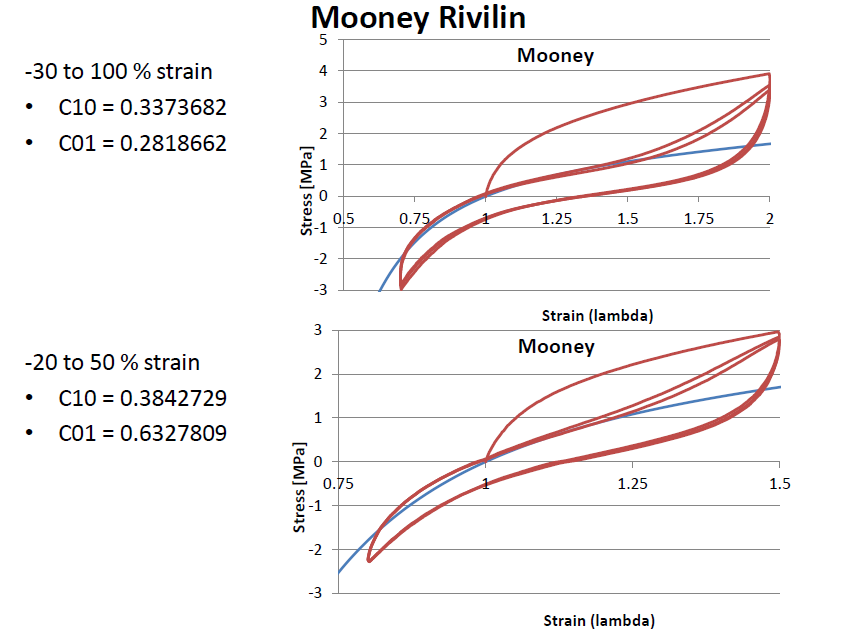 Mooney Rivilin
-30 to 100 % strain
• C10 = 0.3373682
• C01 = 0.2818662
Mooney
Stress [MPa]
5
4
3
2
1
0
-1
-2
-3
0.5 0.75 1 1.25 1.5 1.75 2
Strain (lambda)
-20 to 50 % strain
• C10 = 0.3842729
• C01 = 0.6327809
Mooney
Stress [MPa]
3
2
1
0
-1
-2
-3
0.75 1 1.25 1.5
Strain (lambda)